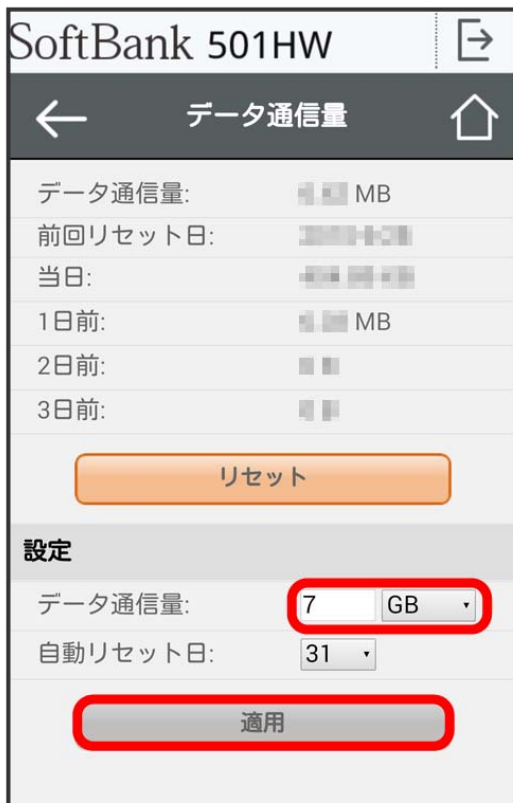 SoftBank 501HW
データ通信量
データ通信量: MB
前回リセット日:
当日:
1日前: MB
2日前:
3日前:
リセット
設定
データ通信量: 7 GB
自動リセット日: 31
適用